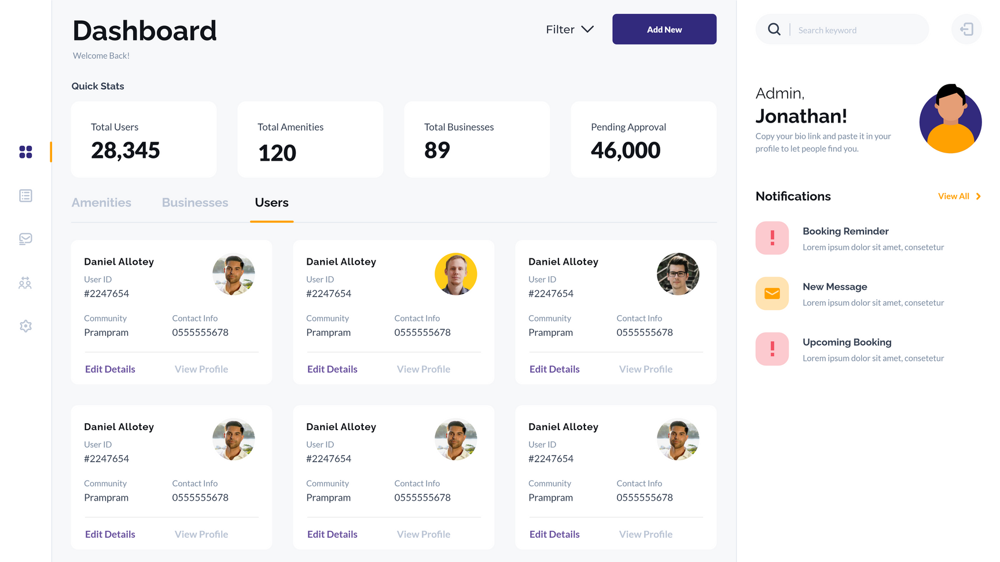 Dashboard
Welcome Back!
Filter
Add New
Search keyword
Quick Stats
Total Users
28,345
Total Amenities
120
Total Businesses
89
Pending Approval
46,000
Admin,
Jonathan!
Copy your bio link and paste it in your
profile to let people find you.
Amenities Businesses Users
Daniel Allotey
User ID
#2247654
Community Contact Info
Prampram 0555555678
Edit Details View Profile
Daniel Allotey
User ID
#2247654
Community Contact Info
Prampram 0555555678
Edit Details View Profile
Daniel Allotey
User ID
#2247654
Community Contact Info
Prampram 0555555678
Edit Details View Profile
Daniel Allotey
User ID
#2247654
Community Contact Info
Prampram 0555555678
Edit Details View Profile
Daniel Allotey
User ID
#2247654
Community Contact Info
Prampram 0555555678
Edit Details View Profile
Daniel Allotey
User ID
#2247654
Community Contact Info
Prampram 0555555678
Edit Details View Profile
Notifications View All
Booking Reminder
Lorem ipsum dolor sit amet, consetetur
New Message
Lorem ipsum dolor sit amet, consetetur
Upcoming Booking
Lorem ipsum dolor sit amet, consetetur